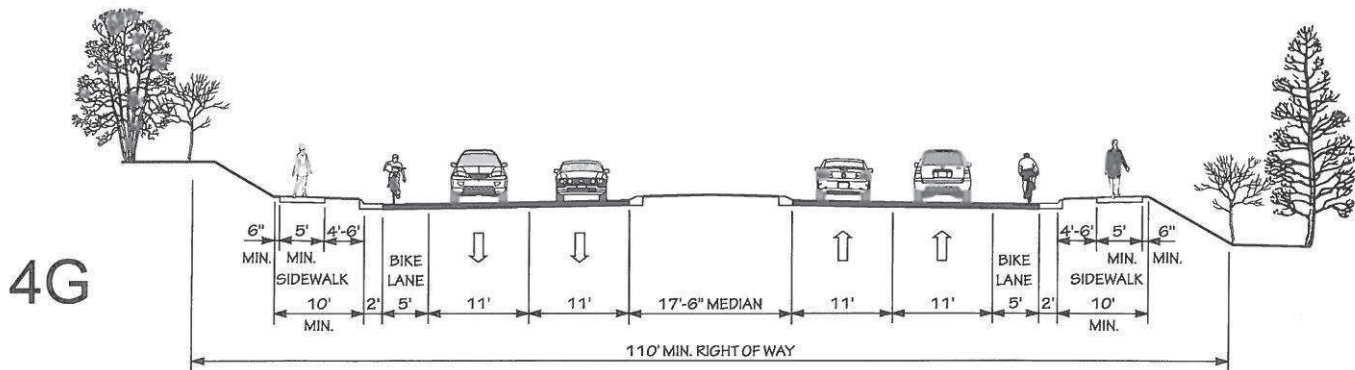 6" 5' 4'-6' 4'-6' 5' 6"
MIN. MIN. BIKE BIKE MIN. MIN.
SIDEWALK LANE LANE SIDEWALK
4G
10' 2' 5' 11' 11' 17'-6" MEDIAN 11' 11' 5' 2' 10'
MIN. MIN.
110' MIN. RIGHT OF WAY